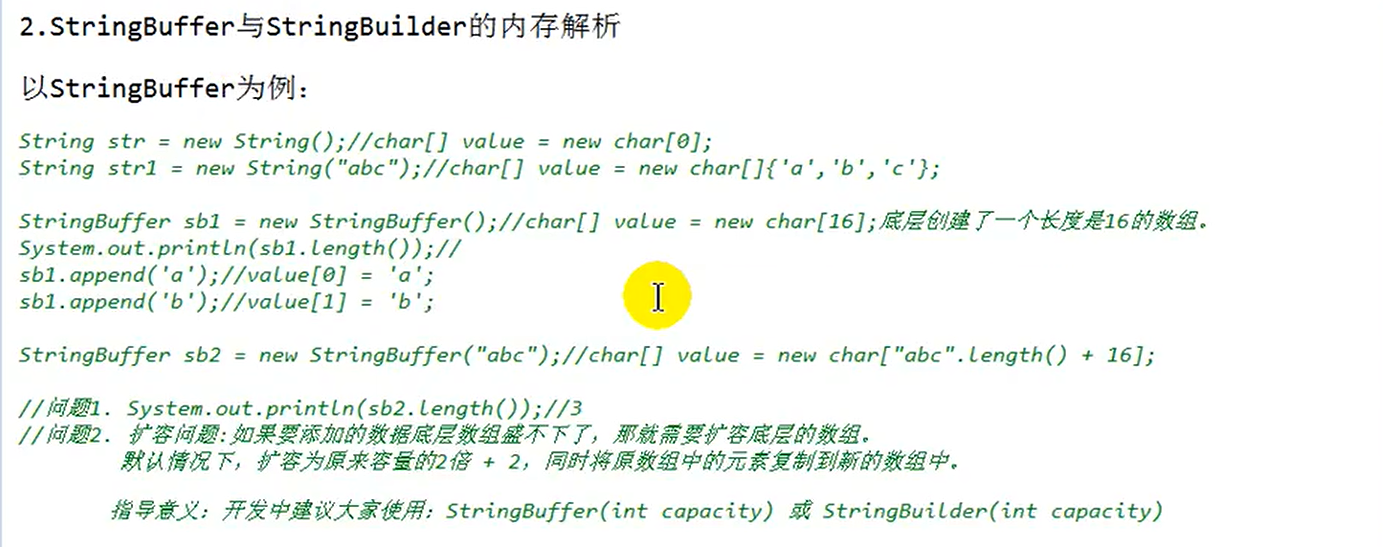 2.StringBuffer与StringBuilder的内存解析
以StringBuffer为例：
String str = new String();//char[] value = new char[0];
String str1 = new String("abc");//char[] value = new char[]{'a','b','c'};
StringBuffer sb1 = new StringBuffer();//char[] value = new char[16];底层创建了一个长度是16的数组。
System.out.println(sb1.length());//
sb1.append('a');//value[0] = 'a';
sb1.append('b');//value[1] = 'b';
StringBuffer sb2 = new StringBuffer("abc");//char[] value = new char["abc".length() + 16];
//问题1. System.out.println(sb2.length());//3
//问题2. 扩容问题:如果要添加的数据底层数组盛不下了，那就需要扩容底层的数组。
默认情况下，扩容为原来容量的2倍 + 2，同时将原数组中的元素复制到新的数组中。
指导意义：开发中建议大家使用：StringBuffer(int capacity) 或 StringBuilder(int capacity)